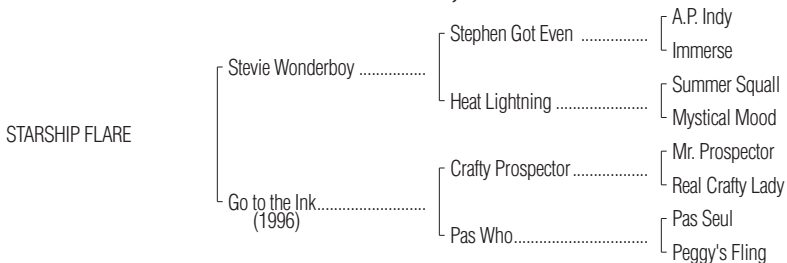 A.P. Indy
Stephen Got Even ................
Immerse
Stevie Wonderboy ................
Summer Squall
Heat Lightning ......................
Mystical Mood
STARSHIP FLARE
Mr. Prospector
Crafty Prospector ..................
Real Crafty Lady
Go to the Ink..........................
(1996)
Pas Seul
Pas Who................................
Peggy's Fling